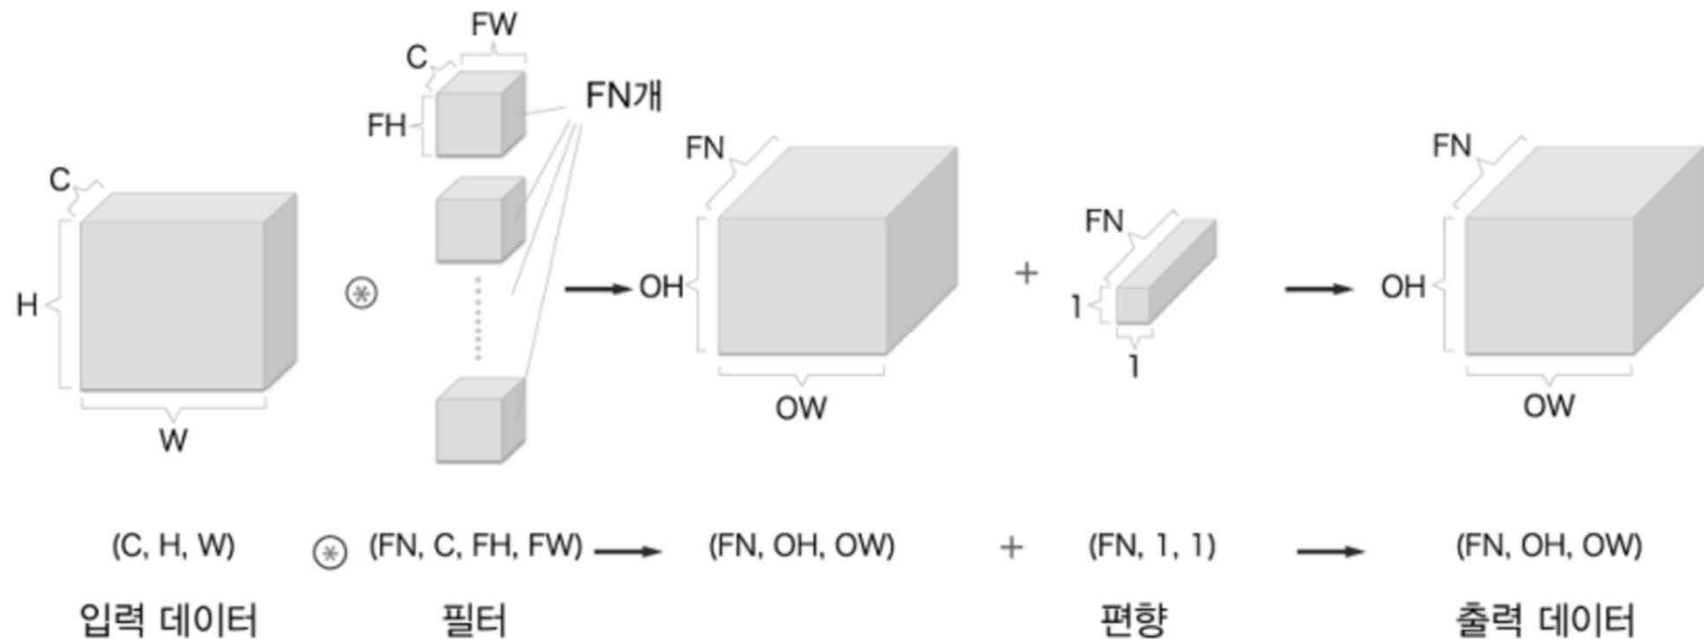 FW
C
FH
FN개
C
H
W
⊛
FN
OH
OW
+
FN
1
1
FN
OH
OW
(C, H, W) ⊛ (FN, C, FH, FW) → (FN, OH, OW) + (FN, 1, 1) → (FN, OH, OW)
입력 데이터 필터 편향 출력 데이터